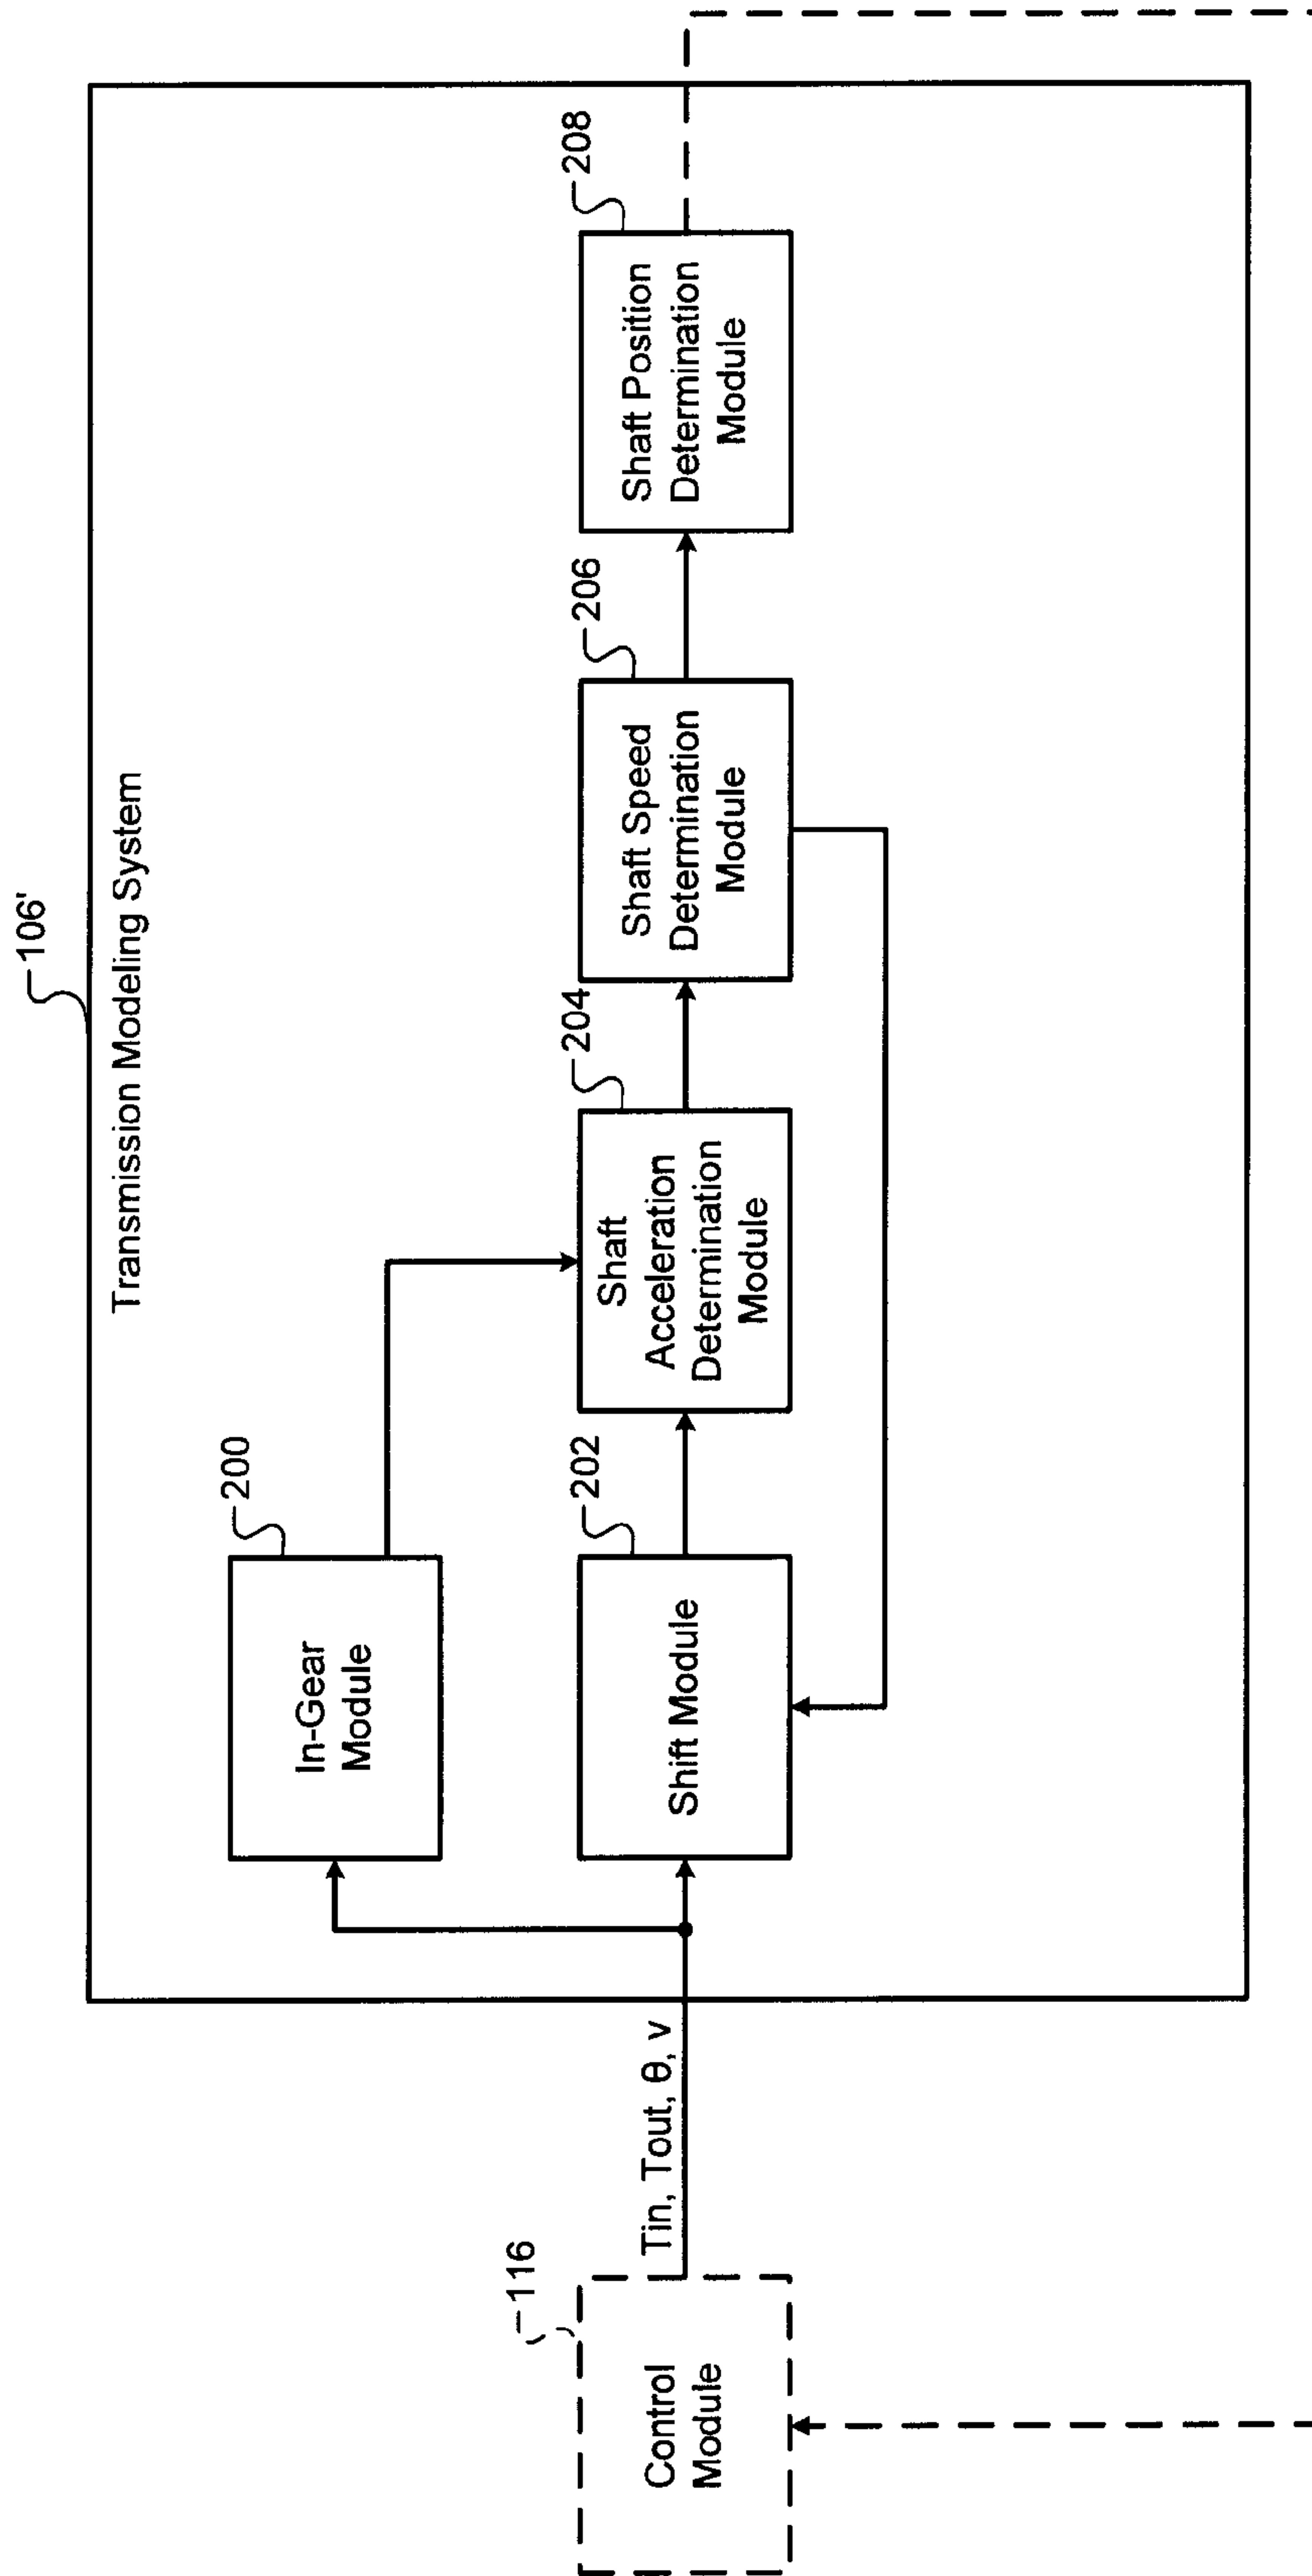 106'
Transmission Modeling System
200
In-Gear
Module
202
Shift Module
204
Shaft
Acceleration
Determination
Module
206
Shaft Speed
Determination
Module
208
Shaft Position
Determination
Module
116
Control
Module
Tin, Tout, θ, v